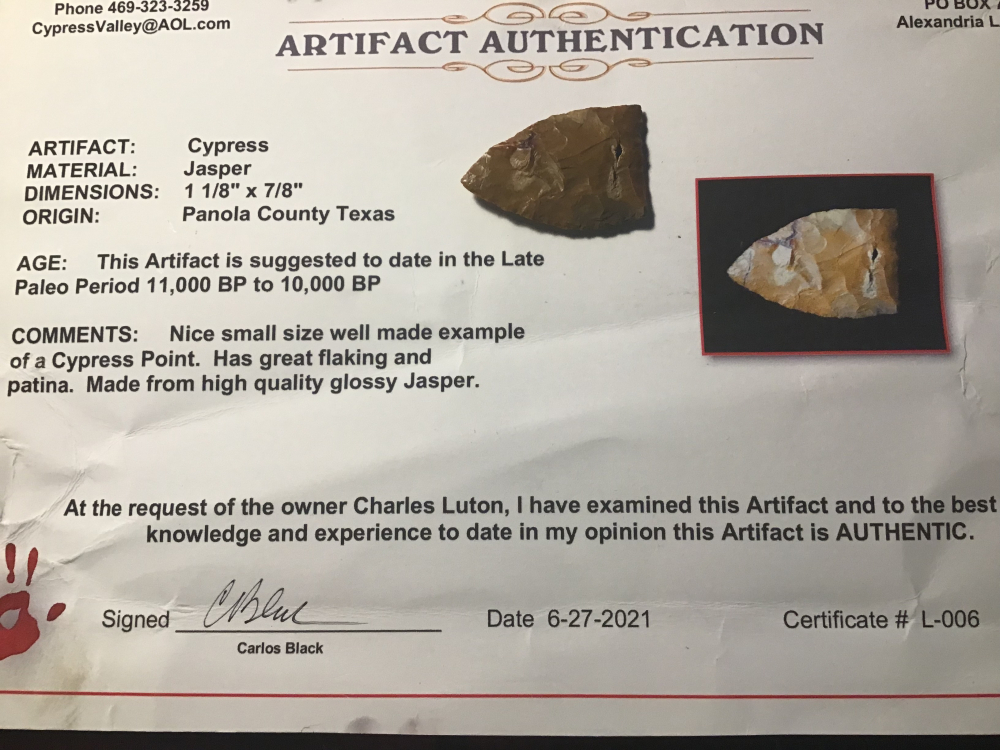 Phone 469-323-3259
CypressValley@AOL.com
PO BOX
Alexandria L
ARTIFACT AUTHENTICATION
ARTIFACT: Cypress
MATERIAL: Jasper
DIMENSIONS: 1 1/8" x 7/8"
ORIGIN: Panola County Texas
AGE: This Artifact is suggested to date in the Late
Paleo Period 11,000 BP to 10,000 BP
COMMENTS: Nice small size well made example
of a Cypress Point. Has great flaking and
patina. Made from high quality glossy Jasper.
At the request of the owner Charles Luton, I have examined this Artifact and to the best
knowledge and experience to date in my opinion this Artifact is AUTHENTIC.
Signed CBlack Date 6-27-2021 Certificate # L-006
Carlos Black